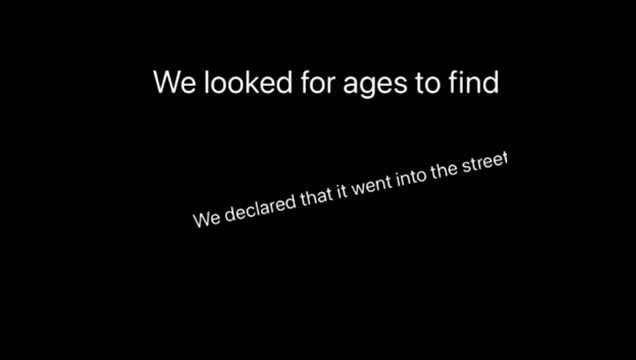 We looked for ages to find
We declared that it went into the street